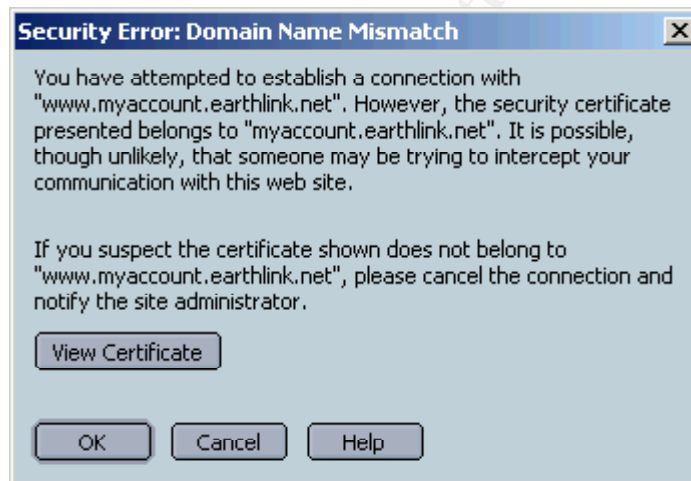 Security Error: Domain Name Mismatch
You have attempted to establish a connection with
"www.myaccount.earthlink.net". However, the security certificate
presented belongs to "myaccount.earthlink.net". It is possible,
though unlikely, that someone may be trying to intercept your
communication with this web site.
If you suspect the certificate shown does not belong to
"www.myaccount.earthlink.net", please cancel the connection and
notify the site administrator.
View Certificate
OK Cancel Help